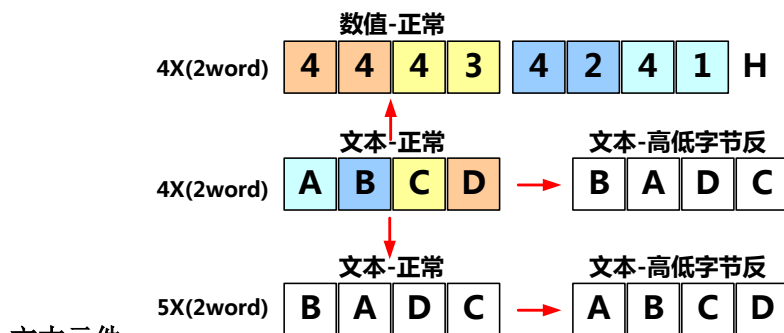 数值-正常
4X(2word) 4 4 4 3 4 2 4 1 H
文本-正常 文本-高低字节反
4X(2word) A B C D B A D C
文本-正常 文本-高低字节反
5X(2word) B A D C A B C D